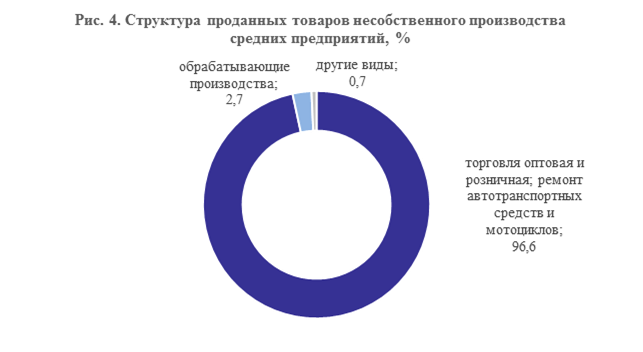 Рис. 4. Структура проданных товаров несобственного производства
средних предприятий, %
обрабатывающие
производства;
2,7
другие виды;
0,7
торговля оптовая и
розничная; ремонт
автотранспортных
средств и
мотоциклов;
96,6